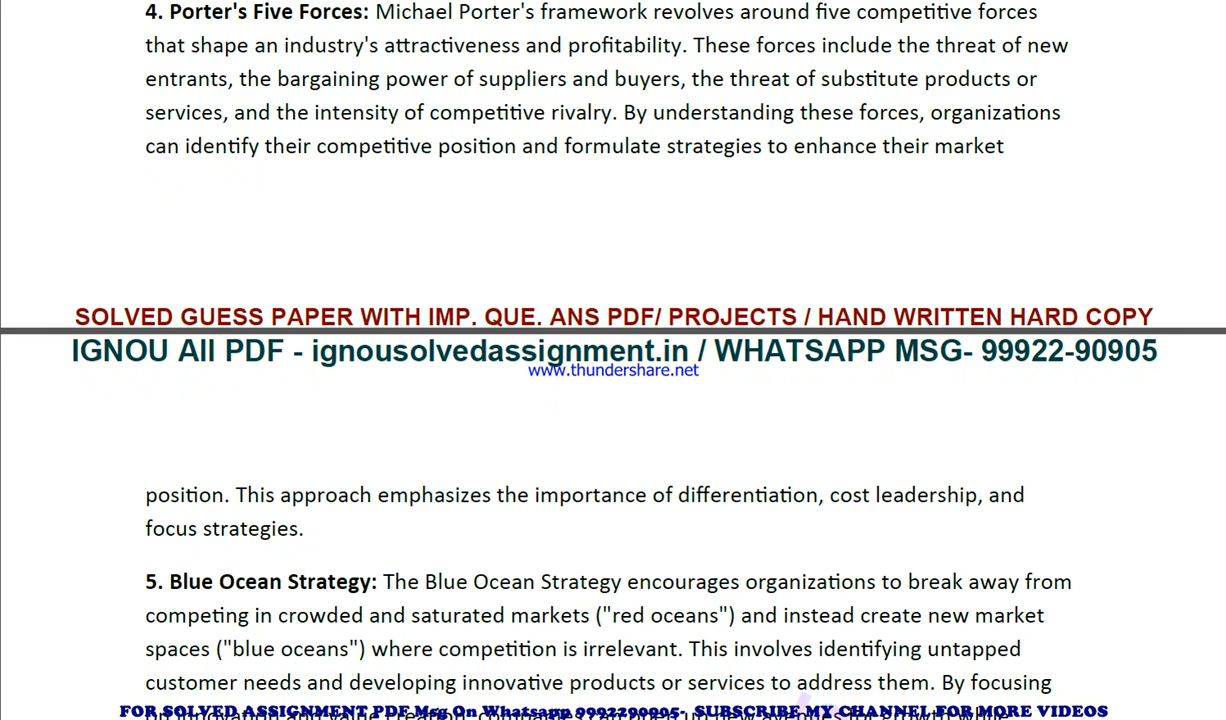 4. Porter's Five Forces: Michael Porter's framework revolves around five competitive forces
that shape an industry's attractiveness and profitability. These forces include the threat of new
entrants, the bargaining power of suppliers and buyers, the threat of substitute products or
services, and the intensity of competitive rivalry. By understanding these forces, organizations
can identify their competitive position and formulate strategies to enhance their market
SOLVED GUESS PAPER WITH IMP. QUE. ANS PDF/ PROJECTS / HAND WRITTEN HARD COPY
IGNOU All PDF - ignousolvedassignment.in / WHATSAPP MSG- 99922-90905
www.thundershare.net
position. This approach emphasizes the importance of differentiation, cost leadership, and
focus strategies.
5. Blue Ocean Strategy: The Blue Ocean Strategy encourages organizations to break away from
competing in crowded and saturated markets ("red oceans") and instead create new market
spaces ("blue oceans") where competition is irrelevant. This involves identifying untapped
customer needs and developing innovative products or services to address them. By focusing
FOR SOLVED ASSIGNMENT PDF Msg On Whatsapp 9992290905- SUBSCRIBE MY CHANNEL FOR MORE VIDEOS